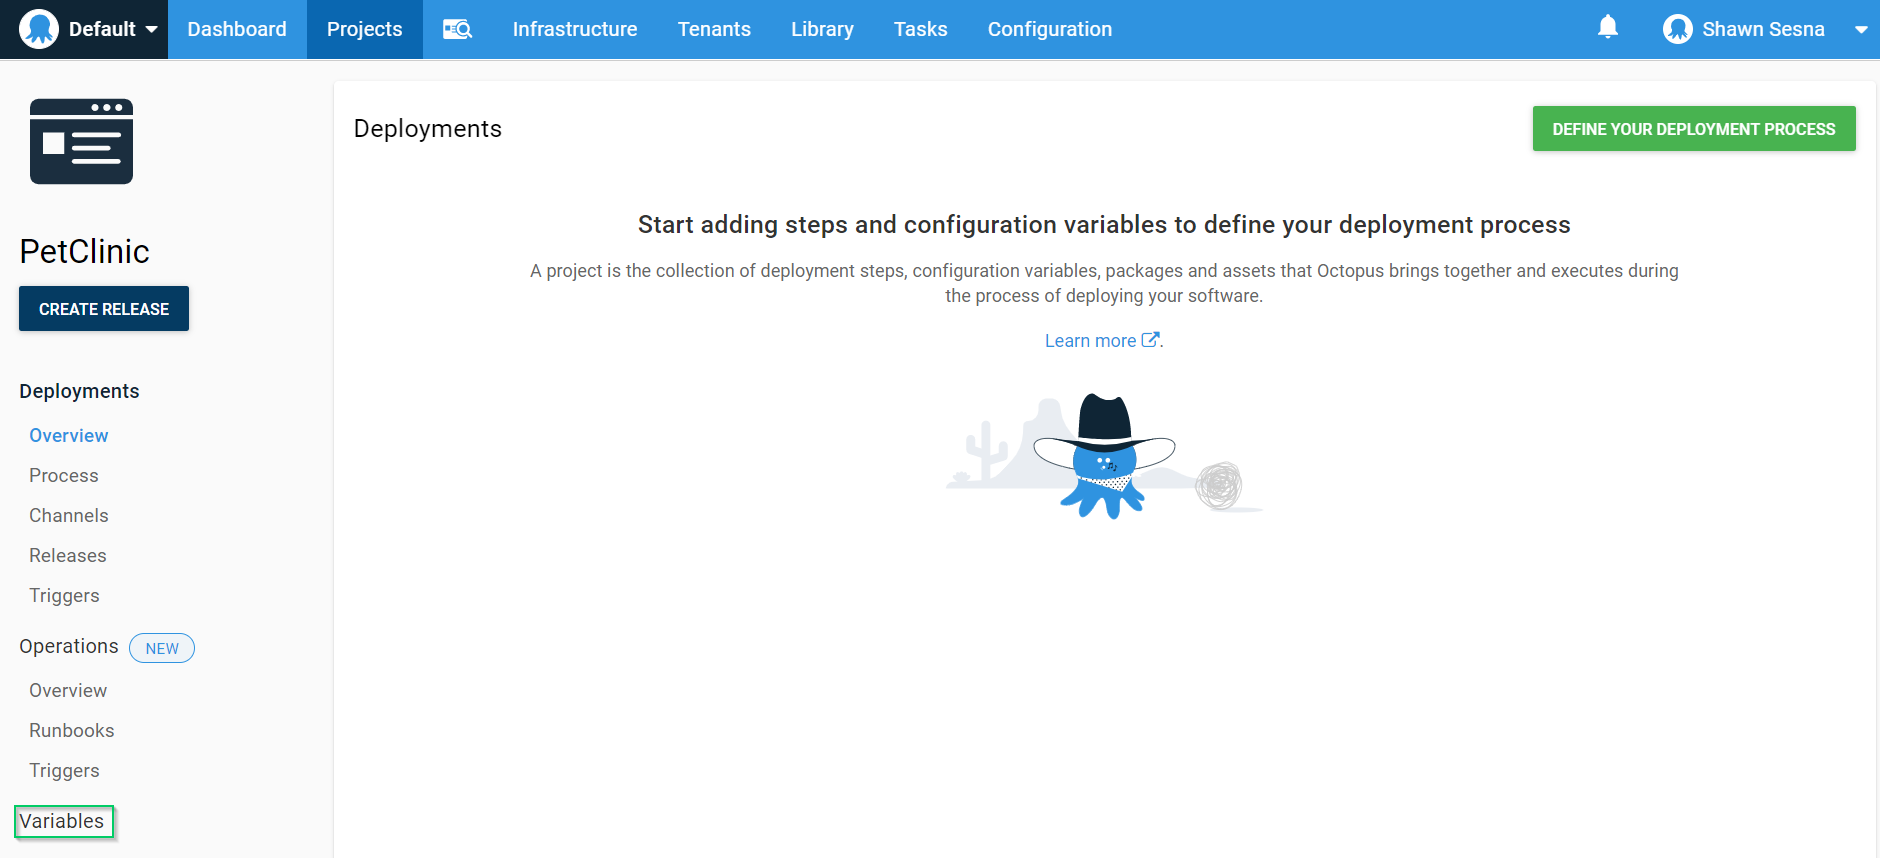 Default Dashboard Projects Infrastructure Tenants Library Tasks Configuration Shawn Sesna
PetClinic
CREATE RELEASE
Deployments
Overview
Process
Channels
Releases
Triggers
Operations NEW
Overview
Runbooks
Triggers
Variables
Deployments
DEFINE YOUR DEPLOYMENT PROCESS
Start adding steps and configuration variables to define your deployment process
A project is the collection of deployment steps, configuration variables, packages and assets that Octopus brings together and executes during
the process of deploying your software.
Learn more .